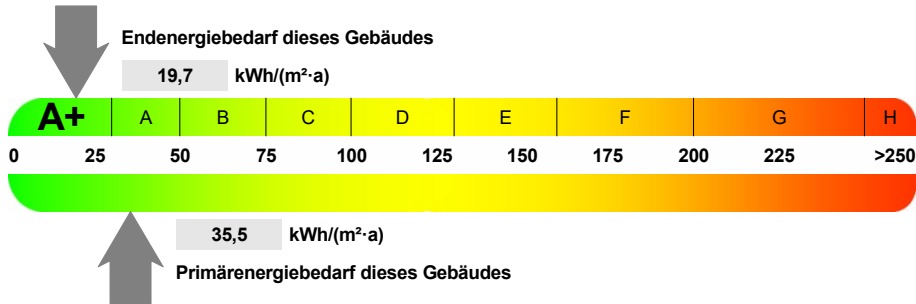 Endenergiebedarf dieses Gebäudes
19,7 kWh/(m²·a)
A+ A B C D E F G H
0 25 50 75 100 125 150 175 200 225 >250
35,5 kWh/(m²·a)
Primärenergiebedarf dieses Gebäudes